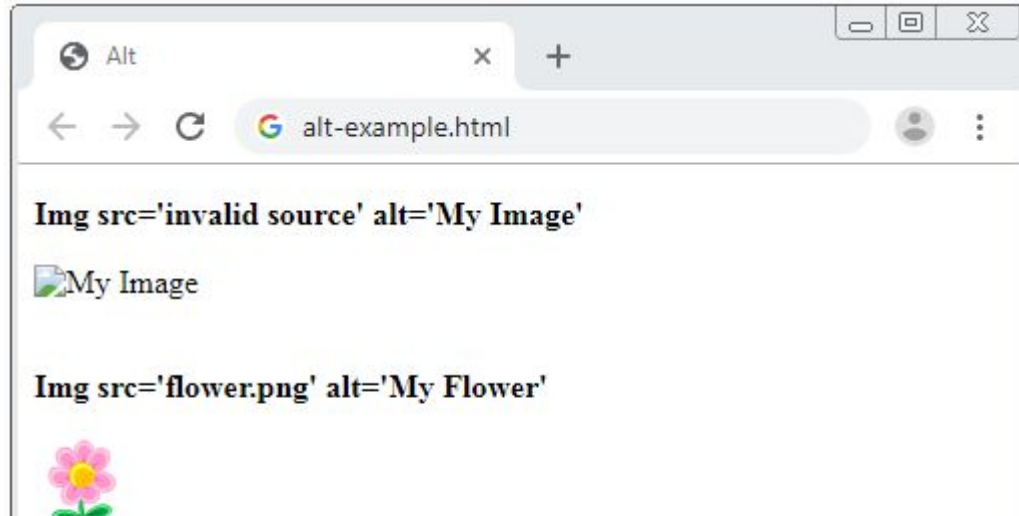 Alt
alt-example.html
Img src='invalid source' alt='My Image'
My Image
Img src='flower.png' alt='My Flower'